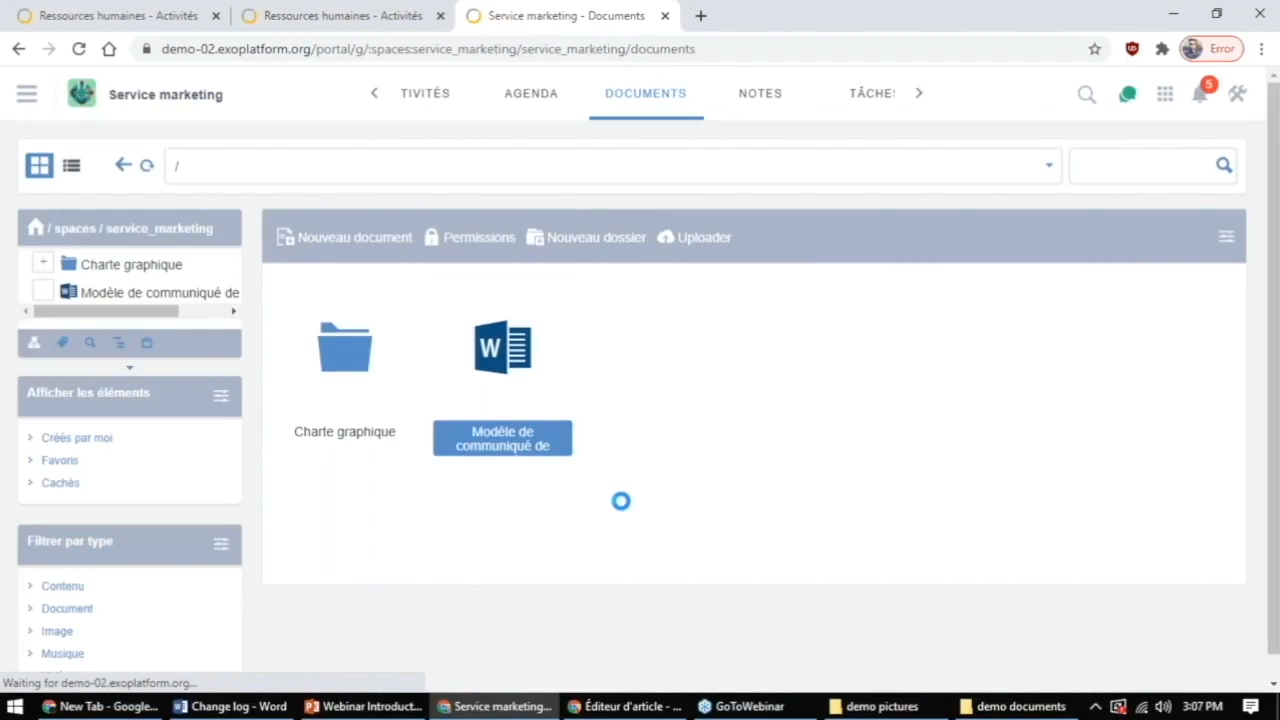 Ressources humaines - Activités
Ressources humaines - Activités
Service marketing - Documents
demo-02.exoplatform.org/portal/g/:spaces:service_marketing/service_marketing/documents
Error
Service marketing
TIVITÉS
AGENDA
DOCUMENTS
NOTES
TÂCHE
5
/
/ spaces / service_marketing
Charte graphique
Modèle de communiqué de
Nouveau document
Permissions
Nouveau dossier
Uploader
Charte graphique
Modèle de
communiqué de
Afficher les éléments
Créés par moi
Favoris
Cachés
Filtrer par type
Contenu
Document
Image
Musique
Waiting for demo-02.exoplatform.org...
New Tab - Google...
Change log - Word
Webinar Introduct...
Service marketing...
Éditeur d'article - ...
GoToWebinar
demo pictures
demo documents
3:07 PM